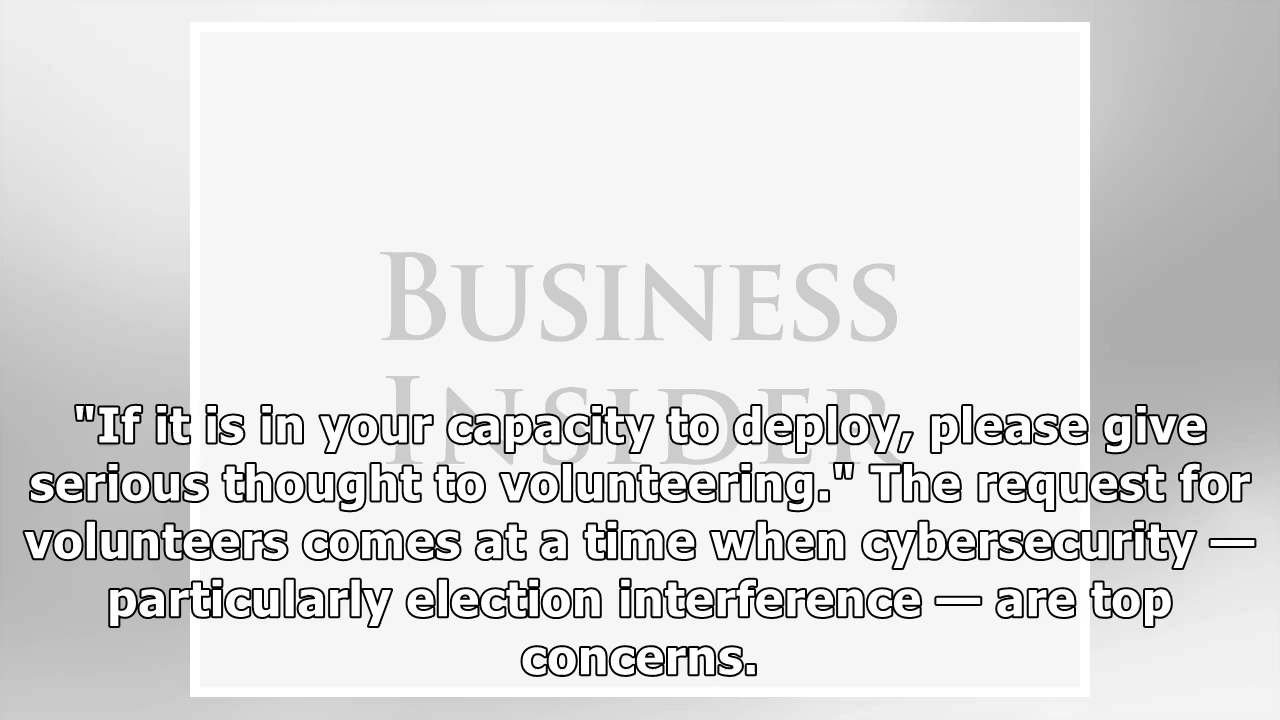 BUSINESS
INSIDER
"If it is in your capacity to deploy, please give
serious thought to volunteering." The request for
volunteers comes at a time when cybersecurity —
particularly election interference — are top
concerns.